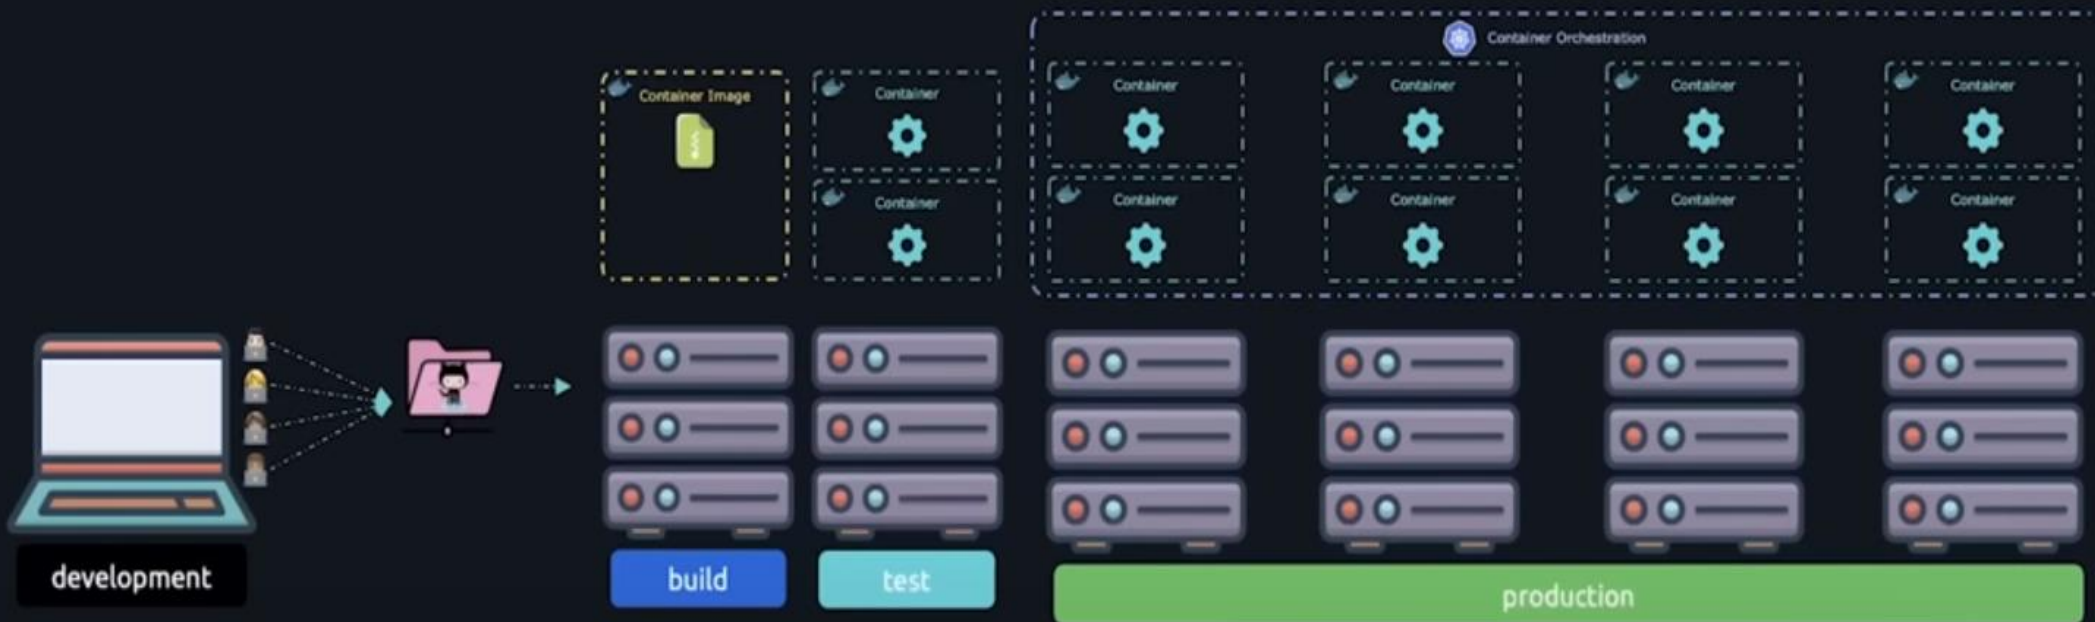 Container Orchestration
Container Image
Container
Container
Container
Container
Container
Container
Container
Container
Container
Container
development
build
test
production